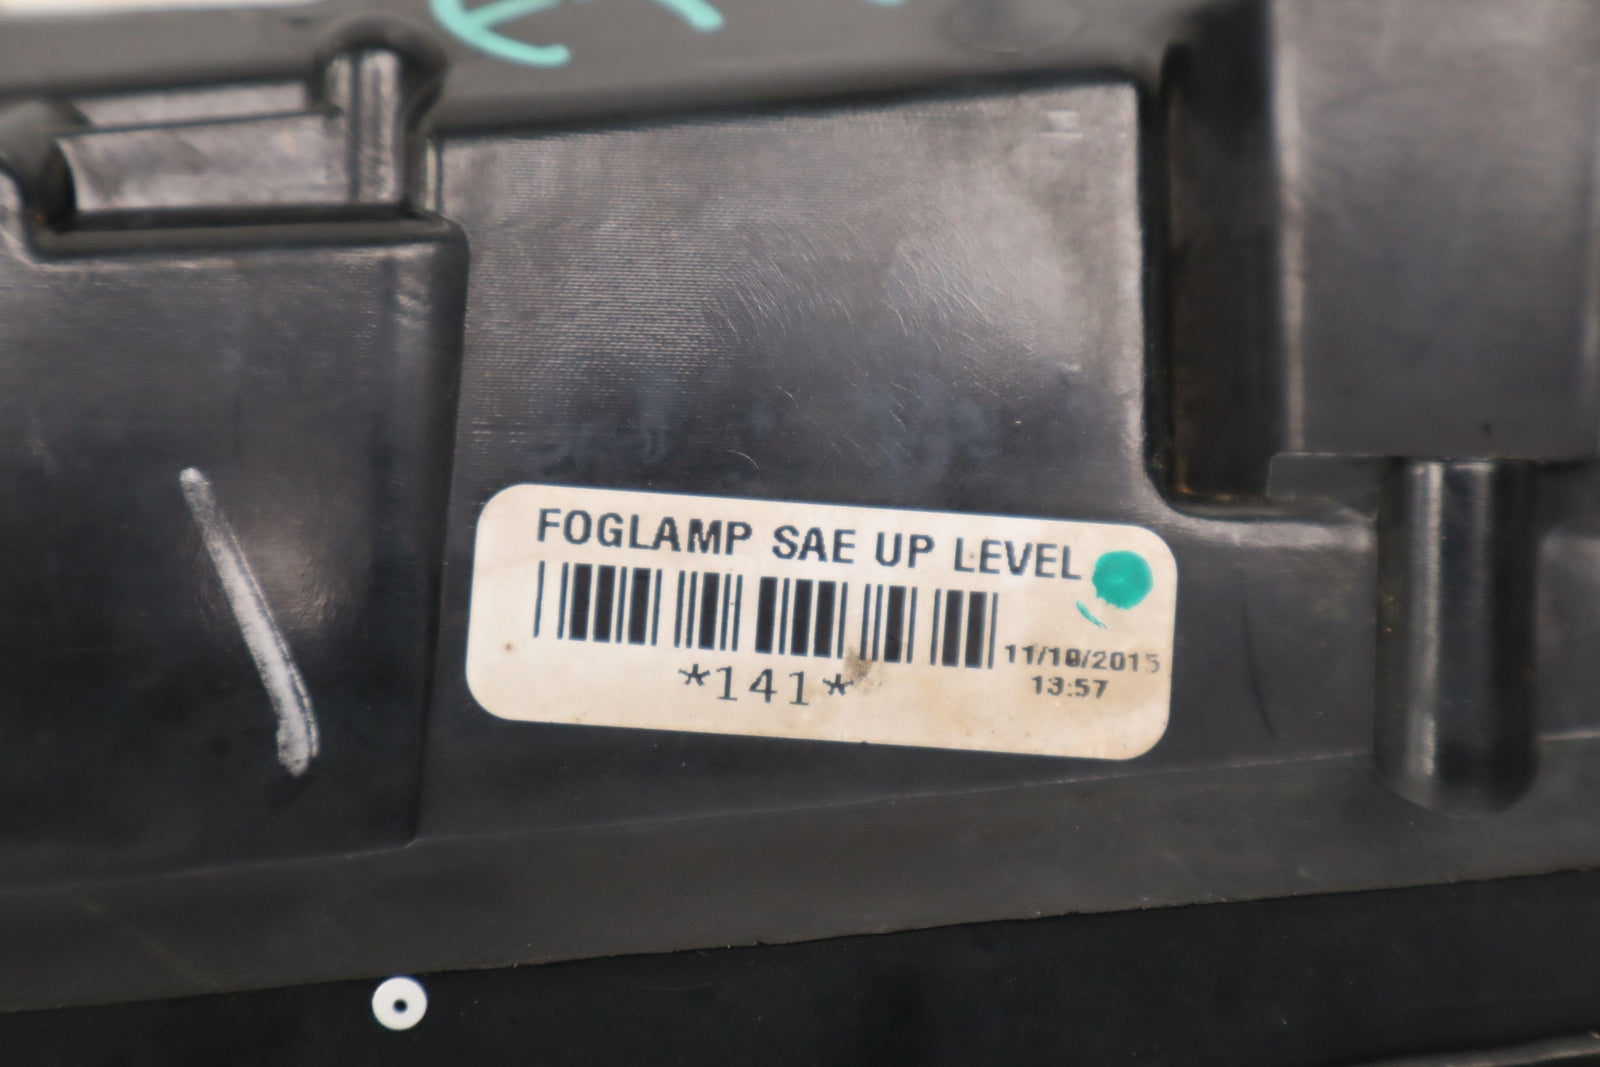 FOGLAMP SAE UP LEVEL
11/10/2015
*141*
13:57